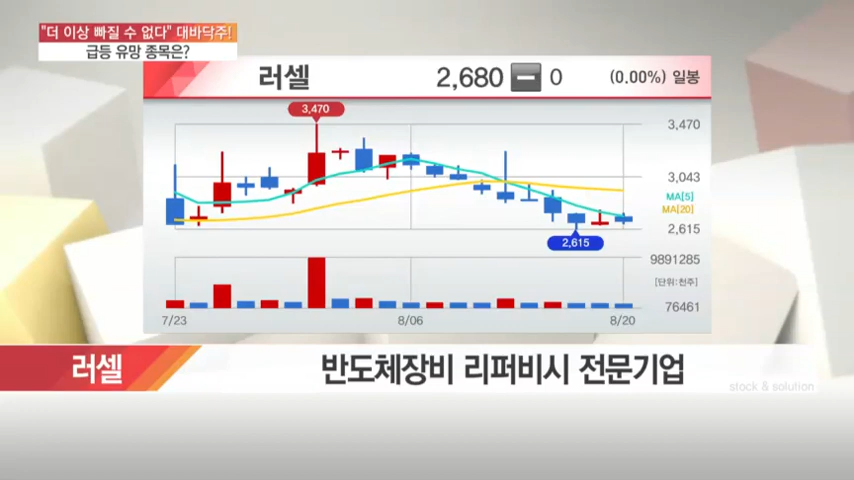 "더 이상 빠질 수 없다" 대바닥주!
급등 유망 종목은?
러셀 2,680 0 (0.00%) 일봉
3,470
3,470
3,043
MA[5]
MA[20]
2,615
2,615
9891285
[단위:천주]
76461
7/23 8/06 8/20
러셀 반도체장비 리퍼비시 전문기업
stock & solution